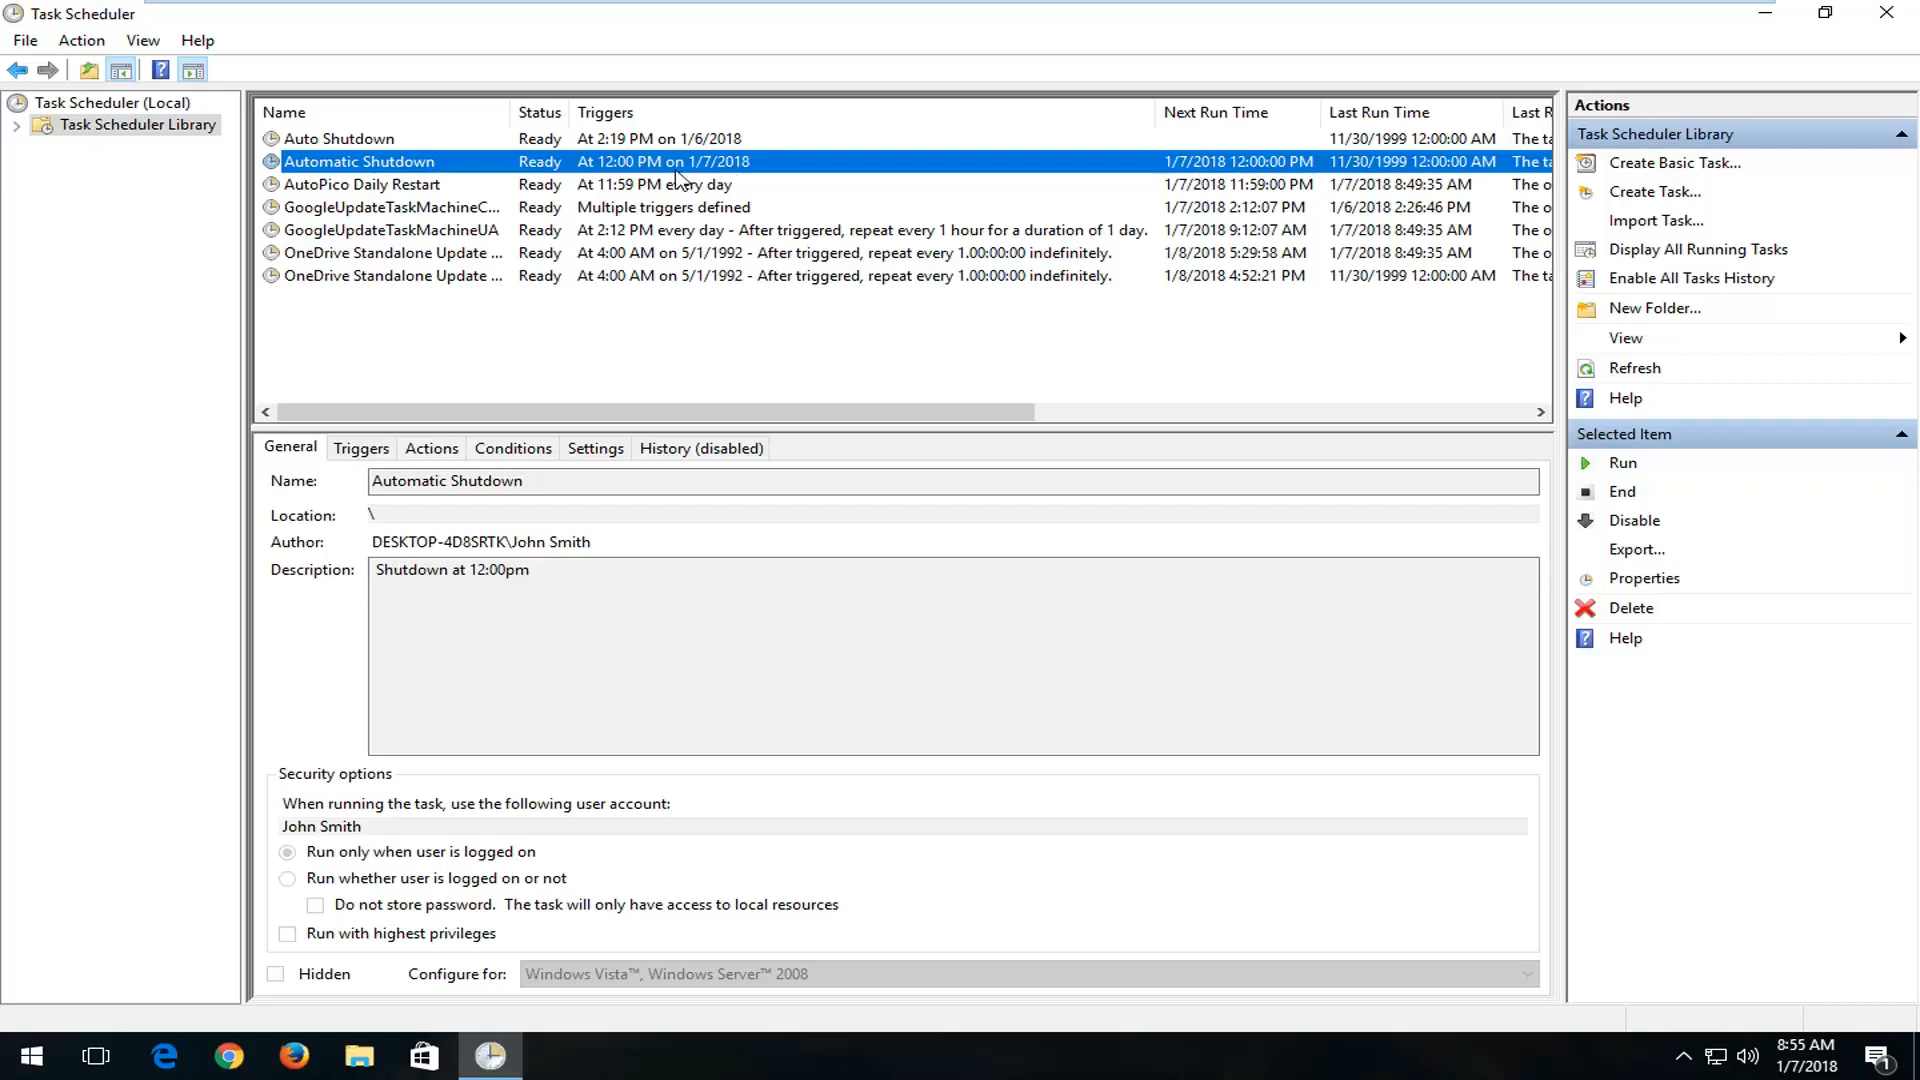 Task Scheduler
File Action View Help
Task Scheduler (Local)
Task Scheduler Library
Name Status Triggers Next Run Time Last Run Time Last R
Auto Shutdown Ready At 2:19 PM on 1/6/2018 11/30/1999 12:00:00 AM The ta
Automatic Shutdown Ready At 12:00 PM on 1/7/2018 1/7/2018 12:00:00 PM 11/30/1999 12:00:00 AM The ta
AutoPico Daily Restart Ready At 11:59 PM every day 1/7/2018 11:59:00 PM 1/7/2018 8:49:35 AM The o
GoogleUpdateTaskMachineC... Ready Multiple triggers defined 1/7/2018 2:12:07 PM 1/6/2018 2:26:46 PM The o
GoogleUpdateTaskMachineUA Ready At 2:12 PM every day - After triggered, repeat every 1 hour for a duration of 1 day. 1/7/2018 9:12:07 AM 1/7/2018 8:49:35 AM The o
OneDrive Standalone Update ... Ready At 4:00 AM on 5/1/1992 - After triggered, repeat every 1.00:00:00 indefinitely. 1/8/2018 5:29:58 AM 1/7/2018 8:49:35 AM The o
OneDrive Standalone Update ... Ready At 4:00 AM on 5/1/1992 - After triggered, repeat every 1.00:00:00 indefinitely. 1/8/2018 4:52:21 PM 11/30/1999 12:00:00 AM The ta
General Triggers Actions Conditions Settings History (disabled)
Name: Automatic Shutdown
Location: \
Author: DESKTOP-4D8SRTK\John Smith
Description: Shutdown at 12:00pm
Security options
When running the task, use the following user account:
John Smith
Run only when user is logged on
Run whether user is logged on or not
Do not store password. The task will only have access to local resources
Run with highest privileges
Hidden Configure for: Windows Vista™, Windows Server™ 2008
Actions
Task Scheduler Library
Create Basic Task...
Create Task...
Import Task...
Display All Running Tasks
Enable All Tasks History
New Folder...
View
Refresh
Help
Selected Item
Run
End
Disable
Export...
Properties
Delete
Help
8:55 AM
1/7/2018
1